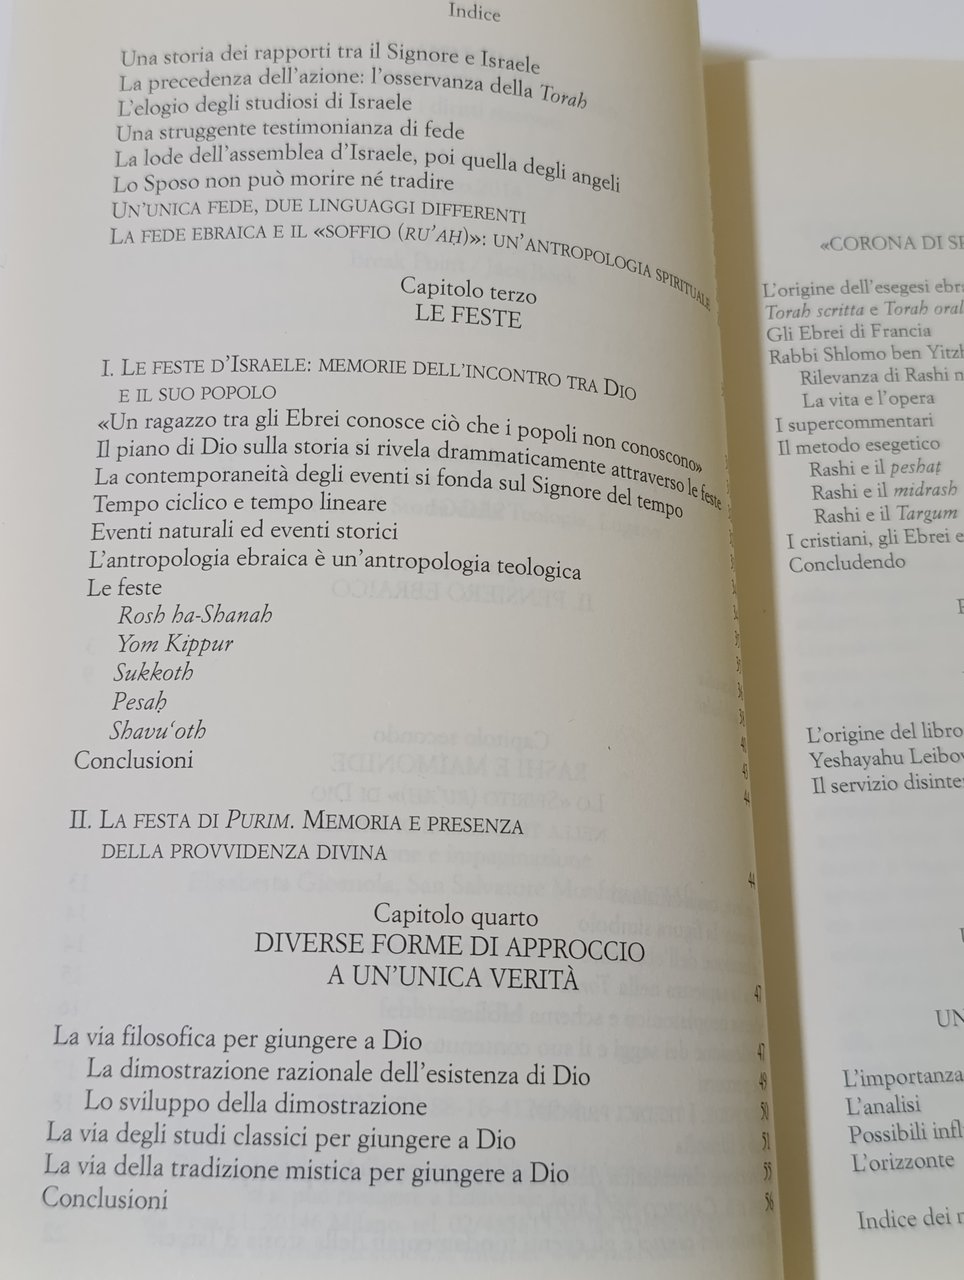 Indice
Una storia dei rapporti tra il Signore e Israele
La precedenza dell'azione: l'osservanza della Torah
L'elogio degli studiosi di Israele
Una struggente testimonianza di fede
La lode dell'assemblea d'Israele, poi quella degli angeli
Lo Sposo non può morire né tradire
UN'UNICA FEDE, DUE LINGUAGGI DIFFERENTI
LA FEDE EBRAICA E IL «SOFFIO (RU'AḤ)»: UN'ANTROPOLOGIA SPIRITUALE
Capitolo terzo
LE FESTE
I. LE FESTE D'ISRAELE: MEMORIE DELL'INCONTRO TRA DIO
E IL SUO POPOLO
«Un ragazzo tra gli Ebrei conosce ciò che i popoli non conoscono»
Il piano di Dio sulla storia si rivela drammaticamente attraverso le feste
La contemporaneità degli eventi si fonda sul Signore del tempo
Tempo ciclico e tempo lineare
Eventi naturali ed eventi storici
L'antropologia ebraica è un'antropologia teologica
Le feste
Rosh ha-Shanah
Yom Kippur
Sukkoth
Pesaḥ
Shavu'oth
Conclusioni
II. LA FESTA DI PURIM. MEMORIA E PRESENZA
DELLA PROVVIDENZA DIVINA 44
Capitolo quarto
DIVERSE FORME DI APPROCCIO
A UN'UNICA VERITÀ 47
La via filosofica per giungere a Dio 47
La dimostrazione razionale dell'esistenza di Dio 49
Lo sviluppo della dimostrazione 50
La via degli studi classici per giungere a Dio 51
La via della tradizione mistica per giungere a Dio 55
Conclusioni 56
«CORONA DI
L'origine dell'esegesi
Torah scritta e Torah
Gli Ebrei di Francia
Rabbi Shlomo ben
Rilevanza di Rashi
La vita e l'opera
I supercommentari
Il metodo esegetico
Rashi e il peshaṭ
Rashi e il midrash
Rashi e il Targum
I cristiani, gli Ebrei e
Concludendo
L'origine del libro
Yeshayahu
Il servizio
UN
L'importanza
L'analisi
Possibili
L'orizzonte
Indice dei